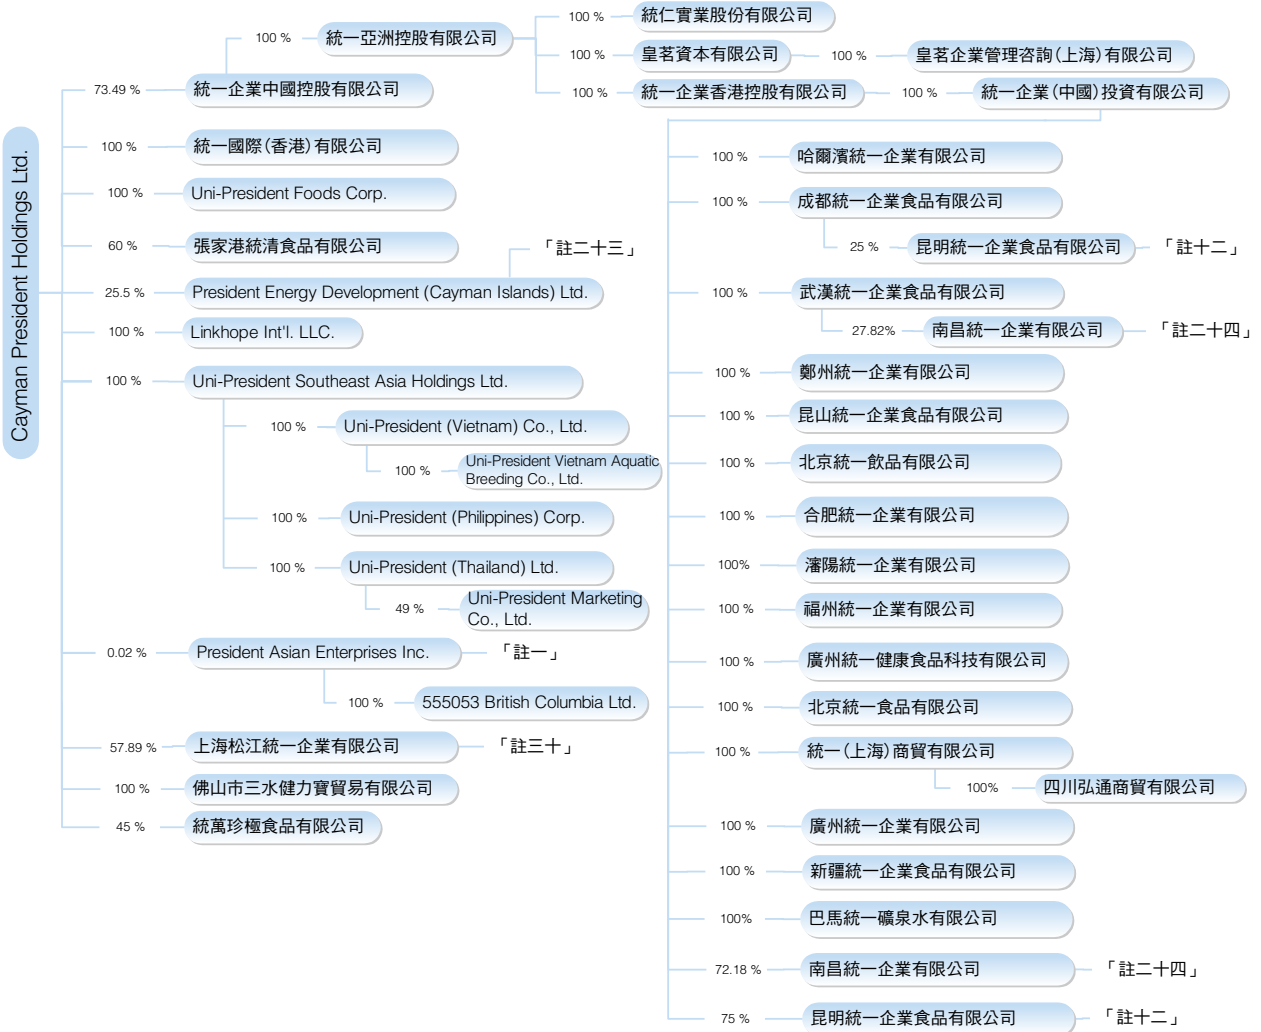 Cayman President Holdings Ltd.
73.49 %
統一企業中國控股有限公司
100 %
統一亞洲控股有限公司
100 %
統仁實業股份有限公司
100 %
皇茗資本有限公司
100 %
皇茗企業管理咨詢(上海)有限公司
100 %
統一企業香港控股有限公司
100 %
統一企業(中國)投資有限公司
100 %
統一國際(香港)有限公司
100 %
Uni-President Foods Corp.
60 %
張家港統清食品有限公司
25.5 %
President Energy Development (Cayman Islands) Ltd.
「註二十三」
100 %
Linkhope Int'l. LLC.
100 %
Uni-President Southeast Asia Holdings Ltd.
100 %
Uni-President (Vietnam) Co., Ltd.
100 %
Uni-President Vietnam Aquatic
Breeding Co., Ltd.
100 %
Uni-President (Philippines) Corp.
100 %
Uni-President (Thailand) Ltd.
49 %
Uni-President Marketing
Co., Ltd.
0.02 %
President Asian Enterprises Inc.
「註一」
100 %
555053 British Columbia Ltd.
57.89 %
上海松江統一企業有限公司
「註三十」
100 %
佛山市三水健力寶貿易有限公司
45 %
統萬珍極食品有限公司
100 %
哈爾濱統一企業有限公司
100 %
成都統一企業食品有限公司
25 %
昆明統一企業食品有限公司
「註十二」
100 %
武漢統一企業食品有限公司
27.82%
南昌統一企業有限公司
「註二十四」
100 %
鄭州統一企業有限公司
100 %
昆山統一企業食品有限公司
100 %
北京統一飲品有限公司
100 %
合肥統一企業有限公司
100%
瀋陽統一企業有限公司
100 %
福州統一企業有限公司
100 %
廣州統一健康食品科技有限公司
100 %
北京統一食品有限公司
100 %
統一(上海)商貿有限公司
100%
四川弘通商貿有限公司
100 %
廣州統一企業有限公司
100 %
新疆統一企業食品有限公司
100%
巴馬統一礦泉水有限公司
72.18 %
南昌統一企業有限公司
「註二十四」
75 %
昆明統一企業食品有限公司
「註十二」